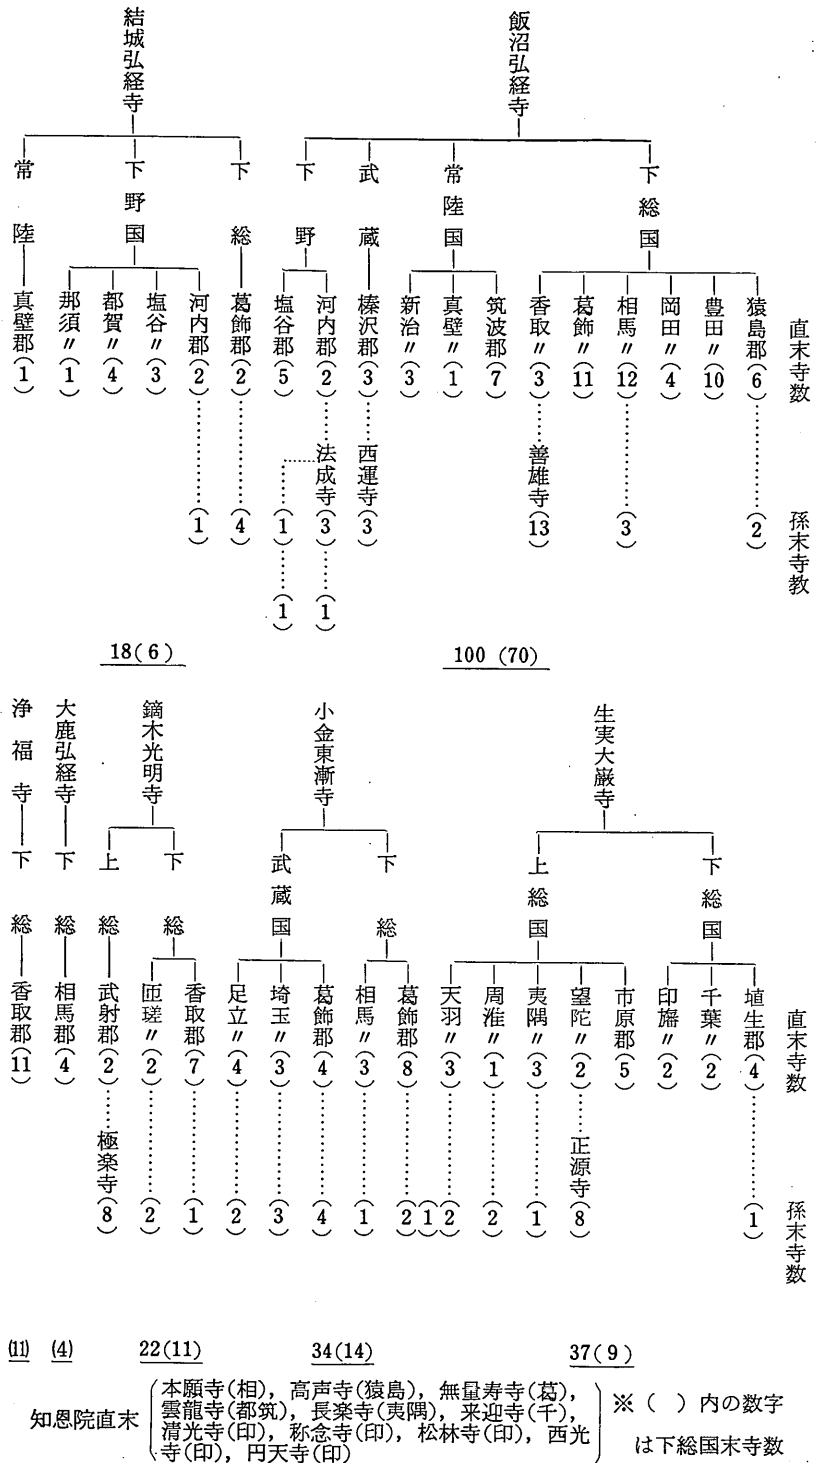 直末寺数
孫末寺教
飯沼弘経寺
下総国
猿島郡(6)……(2)
豊田〃(10)
岡田〃(4)
相馬〃(12)……(3)
葛飾〃(11)
香取〃(3)……善雄寺(13)
常陸国
筑波郡(7)
真壁〃(1)
新治〃(3)
武蔵
榛沢郡(3)……西運寺(3)
下野
河内郡(2)……法成寺(3)……(1)
塩谷郡(5)
(1)……(1)
100 (70)
結城弘経寺
下総
葛飾郡(2)……(4)
下野国
河内郡(2)……(1)
塩谷〃(3)
都賀〃(4)
那須〃(1)
常陸
真壁郡(1)
18(6)
直末寺数
孫末寺数
生実大巌寺
下総国
埴生郡(4)……(1)
千葉〃(2)
印旛〃(2)
上総国
市原郡(5)
望陀〃(2)……正源寺(8)
夷隅〃(3)……(1)
周淮〃(1)……(2)
天羽〃(3)……(2)
(1)
37(9)
小金東漸寺
下総
葛飾郡(8)……(2)
相馬〃(3)……(1)
武蔵国
葛飾郡(4)……(4)
埼玉〃(3)……(3)
足立〃(4)……(2)
34(14)
鏑木光明寺
下総
香取郡(7)……(1)
匝瑳〃(2)……(2)
上総
武射郡(2)……極楽寺(8)
22(11)
大鹿弘経寺
下総
相馬郡(4)
(4)
浄福寺
下総
香取郡(11)
(11)
知恩院直末
本願寺(相), 高声寺(猿島), 無量寿寺(葛),
雲龍寺(都筑), 長楽寺(夷隅), 来迎寺(千),
清光寺(印), 称念寺(印), 松林寺(印), 西光
寺(印), 円天寺(印)
※( )内の数字
は下総国末寺数